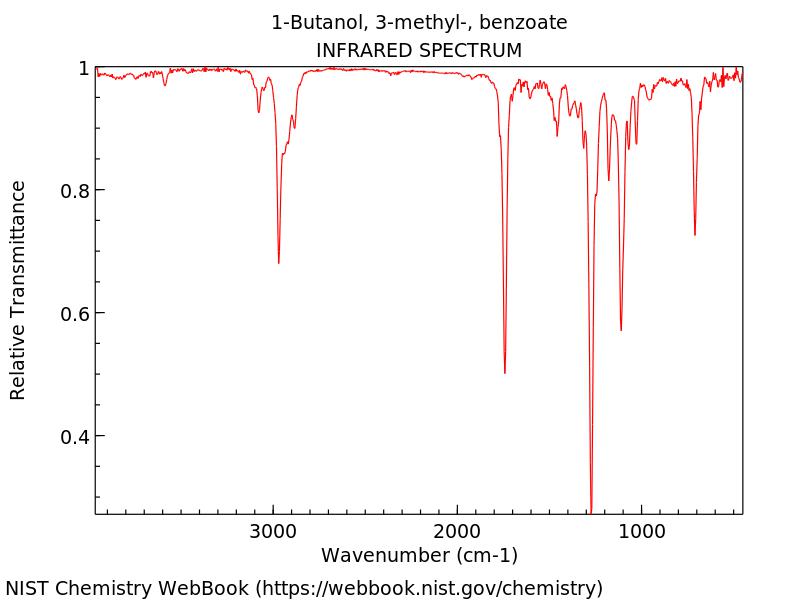 1-Butanol, 3-methyl-, benzoate
INFRARED SPECTRUM
1
0.8
0.6
0.4
Relative Transmittance
3000 2000 1000
Wavenumber (cm-1)
NIST Chemistry WebBook (https://webbook.nist.gov/chemistry)